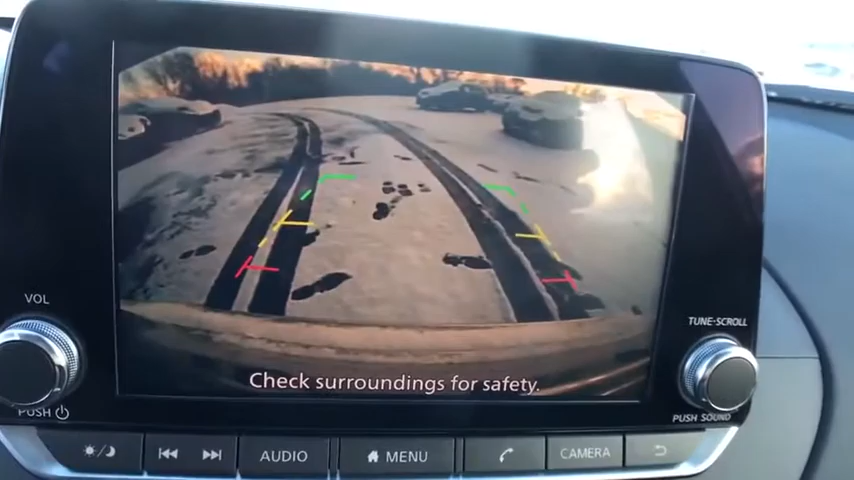 Check surroundings for safety.
VOL
PUSH
TUNE·SCROLL
PUSH SOUND
AUDIO
MENU
CAMERA